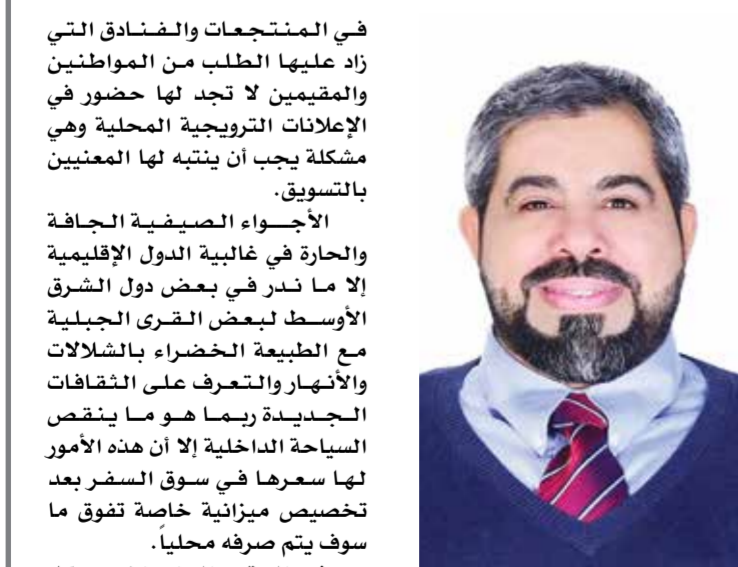 في المنتجعات والفنادق التي
زاد عليها الطلب من المواطنين
والمقيمين لا تجد لها حضور في
الإعلانات الترويجية المحلية وهي
مشكلة يجب أن ينتبه لها المعنيين
بالتسويق.
الأجواء الصيفية الجافة
والحارة في غالبية الدول الإقليمية
إلا ما ندر في بعض دول الشرق
الأوسط لبعض القرى الجبلية
مع الطبيعة الخضراء بالشلالات
والأنهار والتعرف على الثقافات
الجديدة ربما هو ما ينقص
السياحة الداخلية إلا أن هذه الأمور
لها سعرها في سوق السفر بعد
تخصيص ميزانية خاصة تفوق ما
سوف يتم صرفه محلياً.